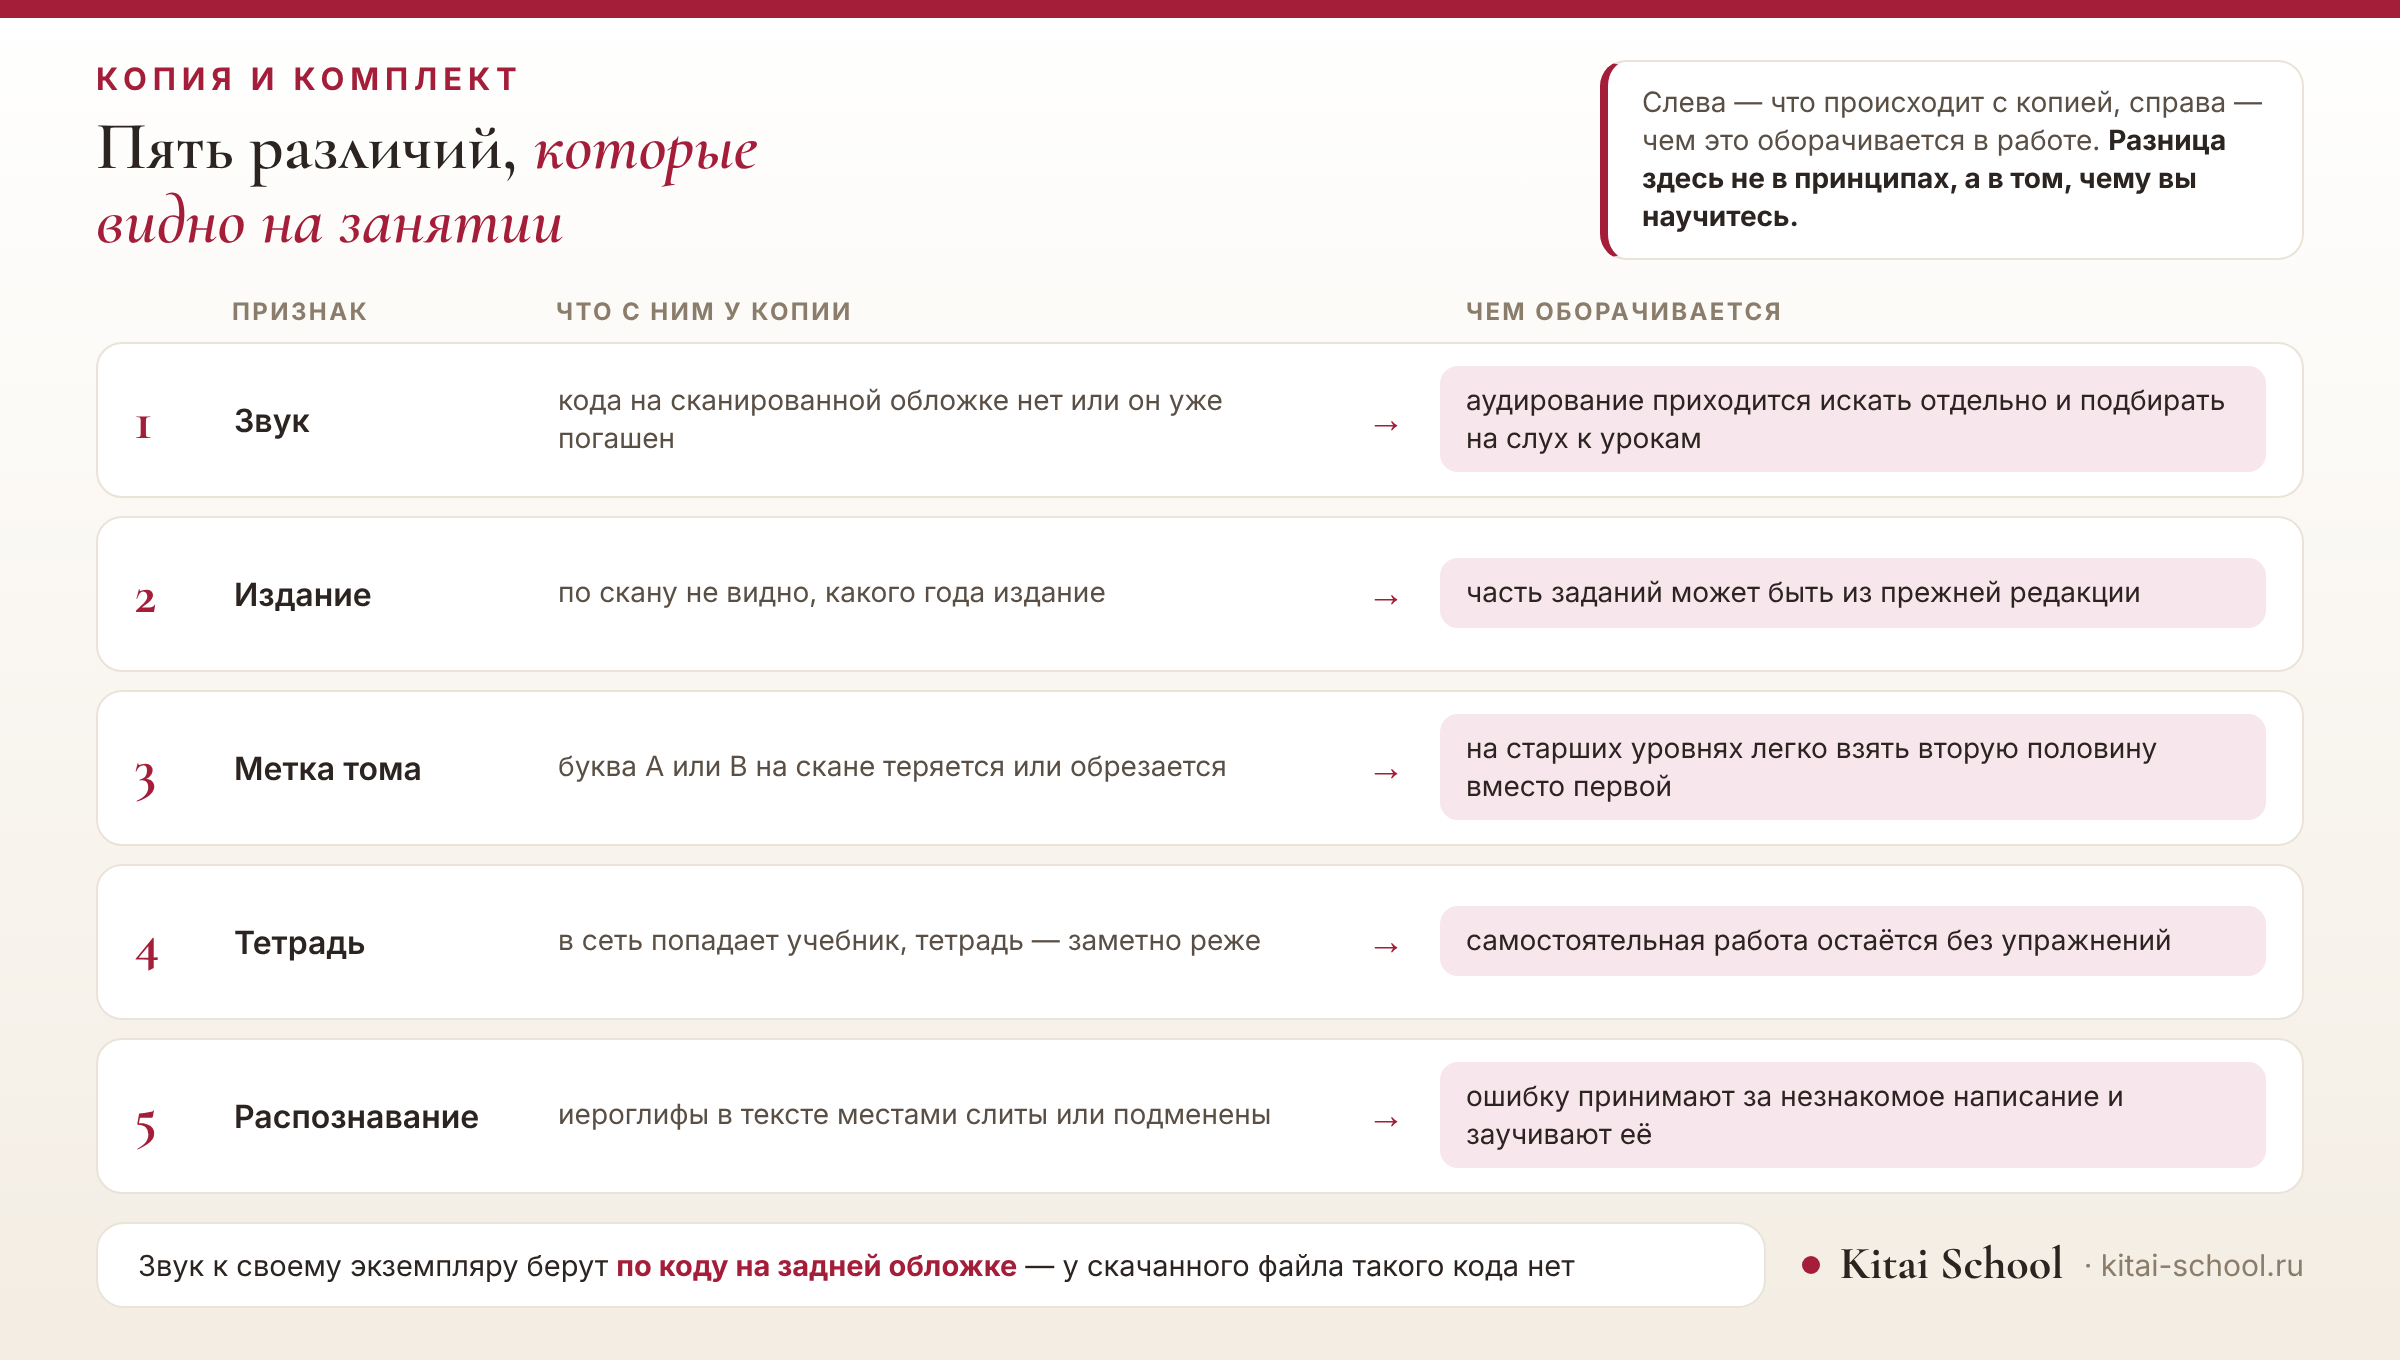 КОПИЯ И КОМПЛЕКТ
Пять различий, которые
видно на занятии
Слева — что происходит с копией, справа —
чем это оборачивается в работе. Разница
здесь не в принципах, а в том, чему вы
научитесь.
ПРИЗНАК
ЧТО С НИМ У КОПИИ
ЧЕМ ОБОРАЧИВАЕТСЯ
1
Звук
кода на сканированной обложке нет или он уже
погашен
→
аудирование приходится искать отдельно и подбирать
на слух к урокам
2
Издание
по скану не видно, какого года издание
→
часть заданий может быть из прежней редакции
3
Метка тома
буква А или В на скане теряется или обрезается
→
на старших уровнях легко взять вторую половину
вместо первой
4
Тетрадь
в сеть попадает учебник, тетрадь — заметно реже
→
самостоятельная работа остаётся без упражнений
5
Распознавание
иероглифы в тексте местами слиты или подменены
→
ошибку принимают за незнакомое написание и
заучивают её
Звук к своему экземпляру берут по коду на задней обложке — у скачанного файла такого кода нет
Kitai School · kitai-school.ru